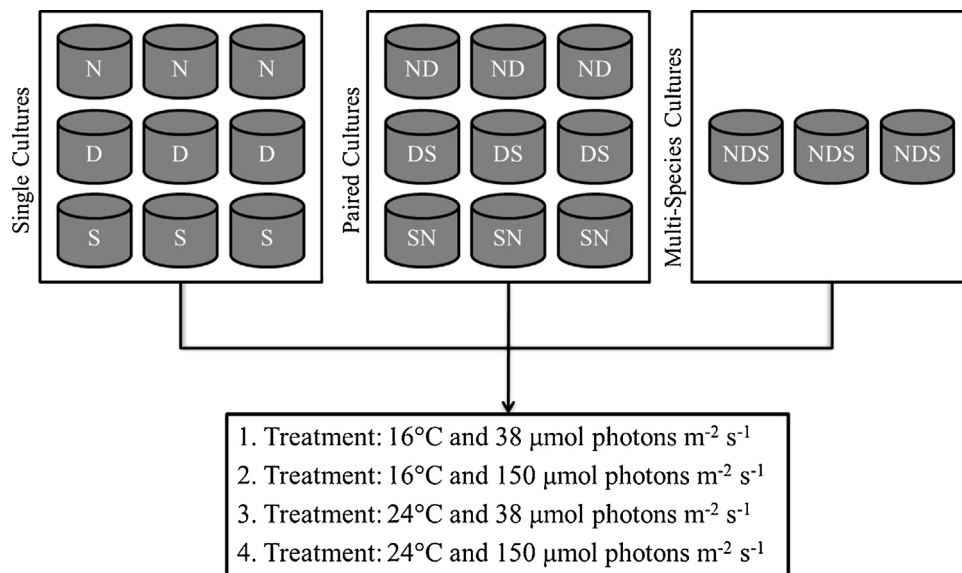 Single Cultures
N N N
D D D
S S S
Paired Cultures
ND ND ND
DS DS DS
SN SN SN
Multi-Species Cultures
NDS NDS NDS
1. Treatment: 16°C and 38 μmol photons m⁻² s⁻¹
2. Treatment: 16°C and 150 μmol photons m⁻² s⁻¹
3. Treatment: 24°C and 38 μmol photons m⁻² s⁻¹
4. Treatment: 24°C and 150 μmol photons m⁻² s⁻¹